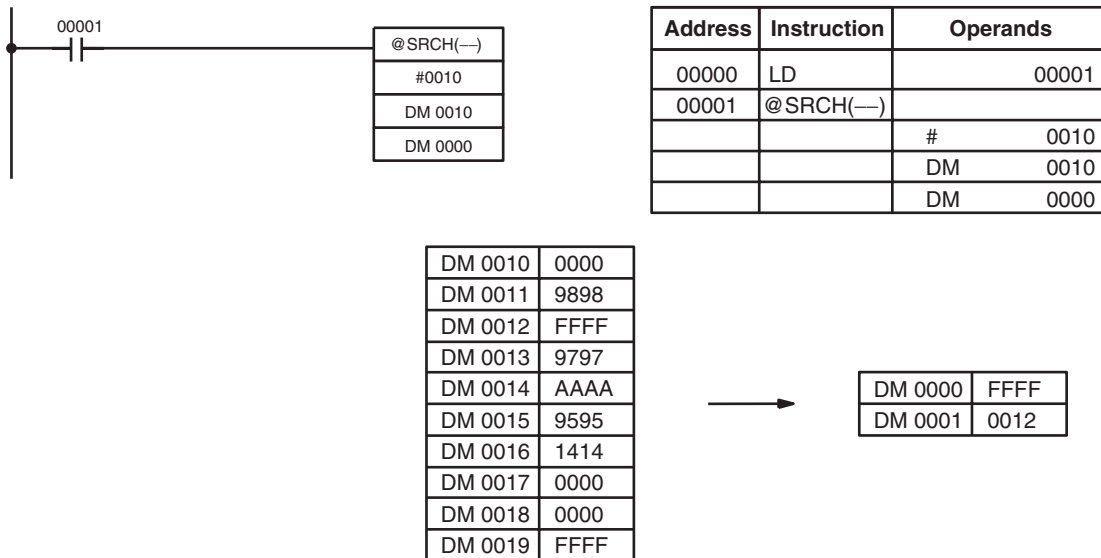 00001
@SRCH(––)
#0010
DM 0010
DM 0000
Address Instruction Operands
00000 LD 00001
00001 @SRCH(––)
# 0010
DM 0010
DM 0000
DM 0010 0000
DM 0011 9898
DM 0012 FFFF
DM 0013 9797
DM 0014 AAAA
DM 0015 9595
DM 0016 1414
DM 0017 0000
DM 0018 0000
DM 0019 FFFF
DM 0000 FFFF
DM 0001 0012